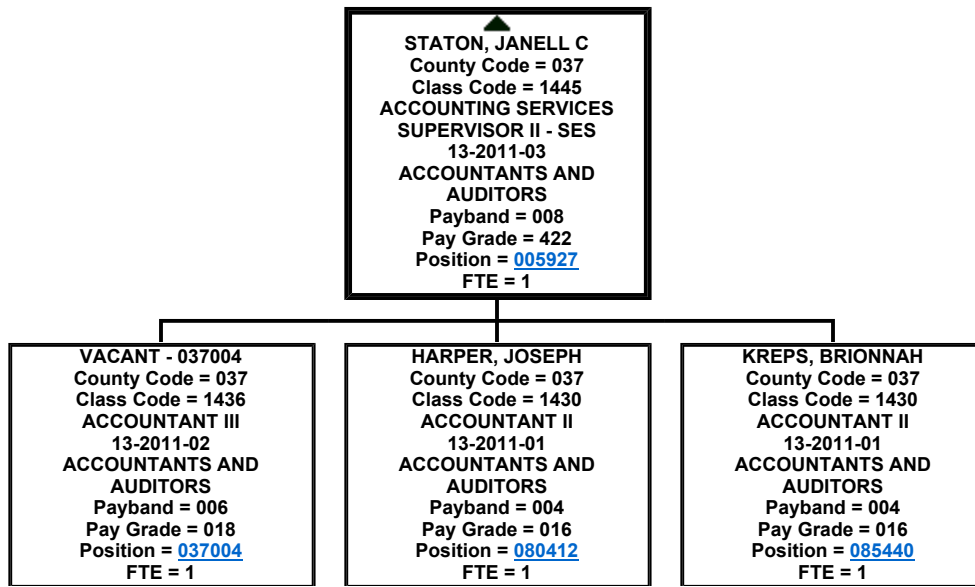 STATON, JANELL C
County Code = 037
Class Code = 1445
ACCOUNTING SERVICES
SUPERVISOR II - SES
13-2011-03
ACCOUNTANTS AND
AUDITORS
Payband = 008
Pay Grade = 422
Position = 005927
FTE = 1
VACANT - 037004
County Code = 037
Class Code = 1436
ACCOUNTANT III
13-2011-02
ACCOUNTANTS AND
AUDITORS
Payband = 006
Pay Grade = 018
Position = 037004
FTE = 1
HARPER, JOSEPH
County Code = 037
Class Code = 1430
ACCOUNTANT II
13-2011-01
ACCOUNTANTS AND
AUDITORS
Payband = 004
Pay Grade = 016
Position = 080412
FTE = 1
KREPS, BRIONNAH
County Code = 037
Class Code = 1430
ACCOUNTANT II
13-2011-01
ACCOUNTANTS AND
AUDITORS
Payband = 004
Pay Grade = 016
Position = 085440
FTE = 1